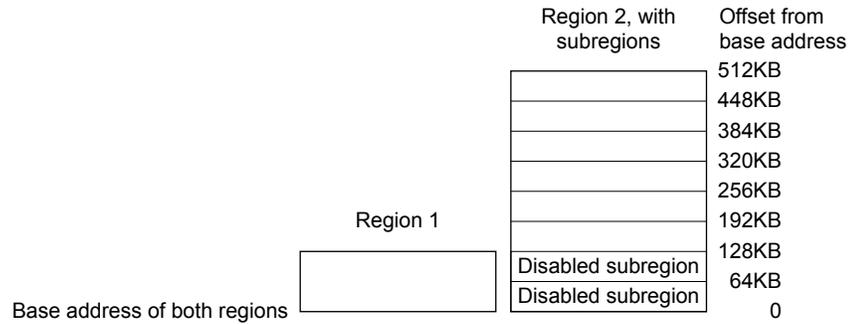 Region 2, with
subregions
Offset from
base address
512KB
448KB
384KB
320KB
256KB
Region 1
192KB
128KB
Disabled subregion
64KB
Disabled subregion
Base address of both regions
0